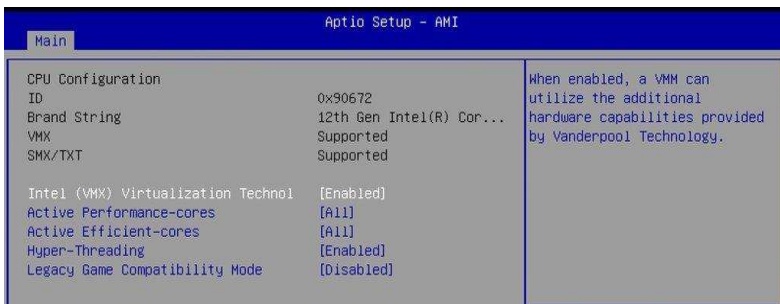 Aptio Setup - AMI
Main
CPU Configuration
ID 0x90672
Brand String 12th Gen Intel(R) Cor...
VMX Supported
SMX/TXT Supported
Intel (VMX) Virtualization Technol [Enabled]
Active Performance-cores [All]
Active Efficient-cores [All]
Hyper-Threading [Enabled]
Legacy Game Compatibility Mode [Disabled]
When enabled, a VMM can
utilize the additional
hardware capabilities provided
by Vanderpool Technology.